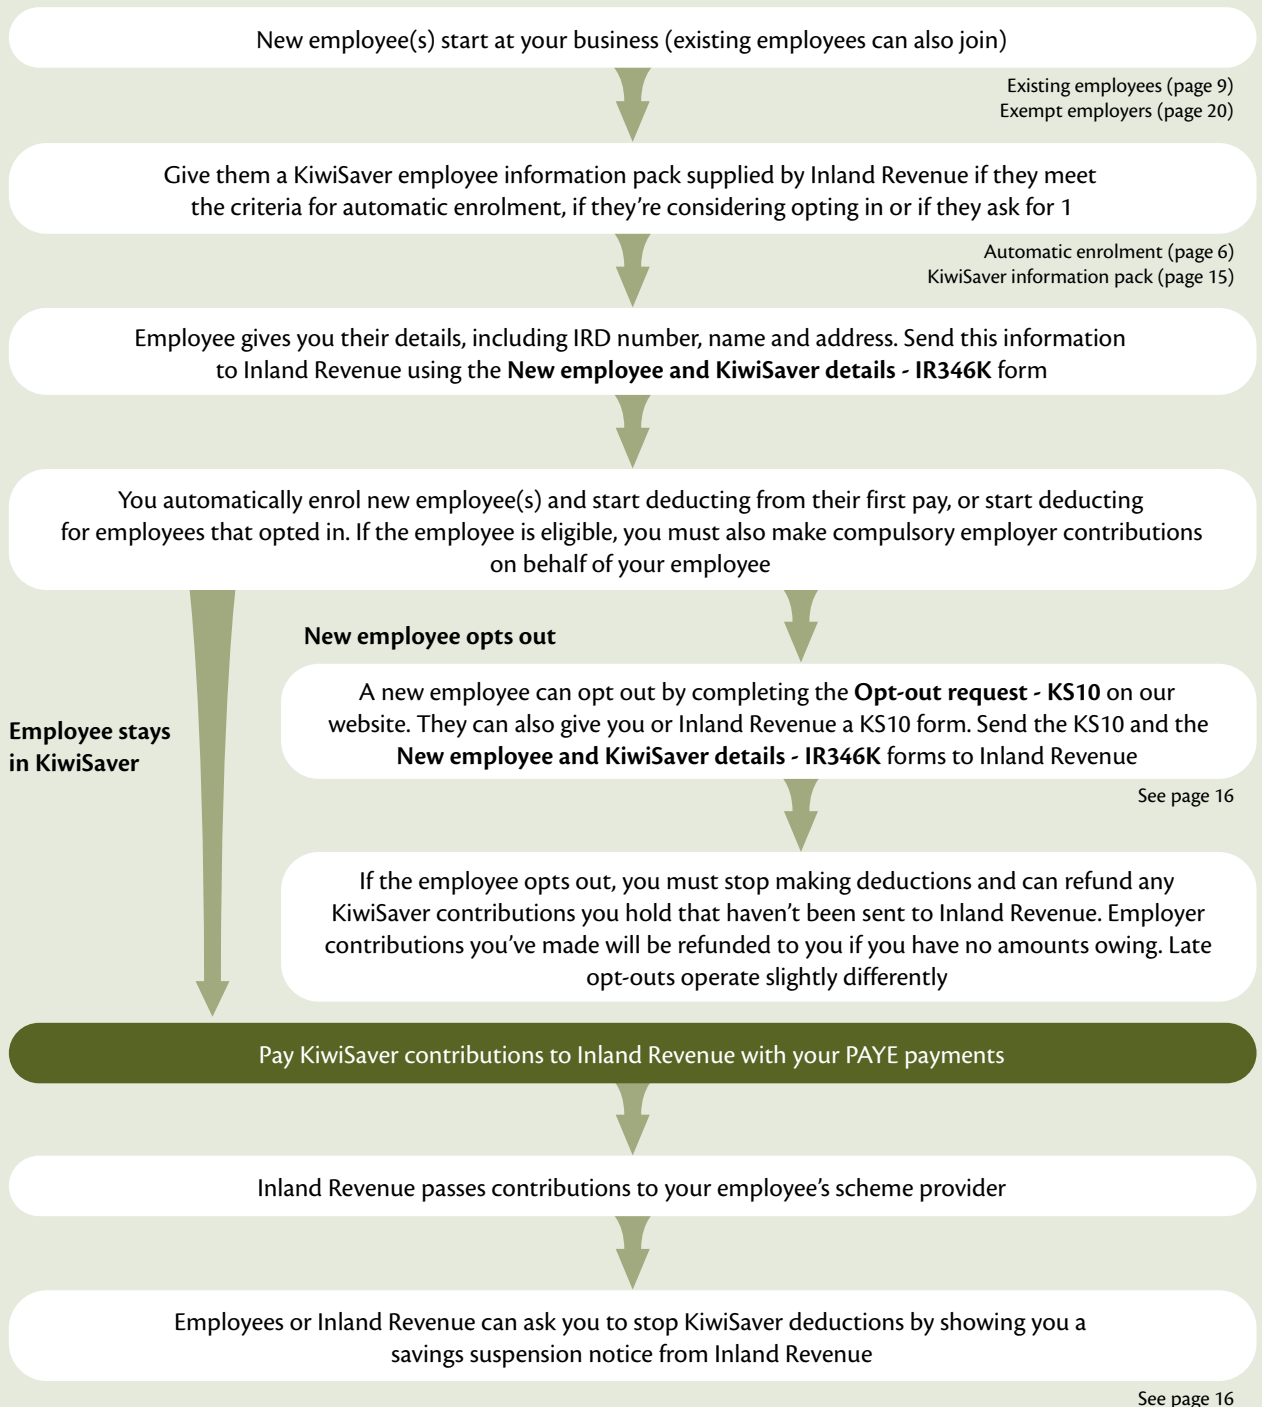 New employee(s) start at your business (existing employees can also join)
Existing employees (page 9)
Exempt employers (page 20)
Give them a KiwiSaver employee information pack supplied by Inland Revenue if they meet
the criteria for automatic enrolment, if they're considering opting in or if they ask for 1
Automatic enrolment (page 6)
KiwiSaver information pack (page 15)
Employee gives you their details, including IRD number, name and address. Send this information
to Inland Revenue using the New employee and KiwiSaver details - IR346K form
You automatically enrol new employee(s) and start deducting from their first pay, or start deducting
for employees that opted in. If the employee is eligible, you must also make compulsory employer contributions
on behalf of your employee
New employee opts out
A new employee can opt out by completing the Opt-out request - KS10 on our
website. They can also give you or Inland Revenue a KS10 form. Send the KS10 and the
New employee and KiwiSaver details - IR346K forms to Inland Revenue
See page 16
Employee stays
in KiwiSaver
If the employee opts out, you must stop making deductions and can refund any
KiwiSaver contributions you hold that haven't been sent to Inland Revenue. Employer
contributions you've made will be refunded to you if you have no amounts owing. Late
opt-outs operate slightly differently
Pay KiwiSaver contributions to Inland Revenue with your PAYE payments
Inland Revenue passes contributions to your employee's scheme provider
Employees or Inland Revenue can ask you to stop KiwiSaver deductions by showing you a
savings suspension notice from Inland Revenue
See page 16